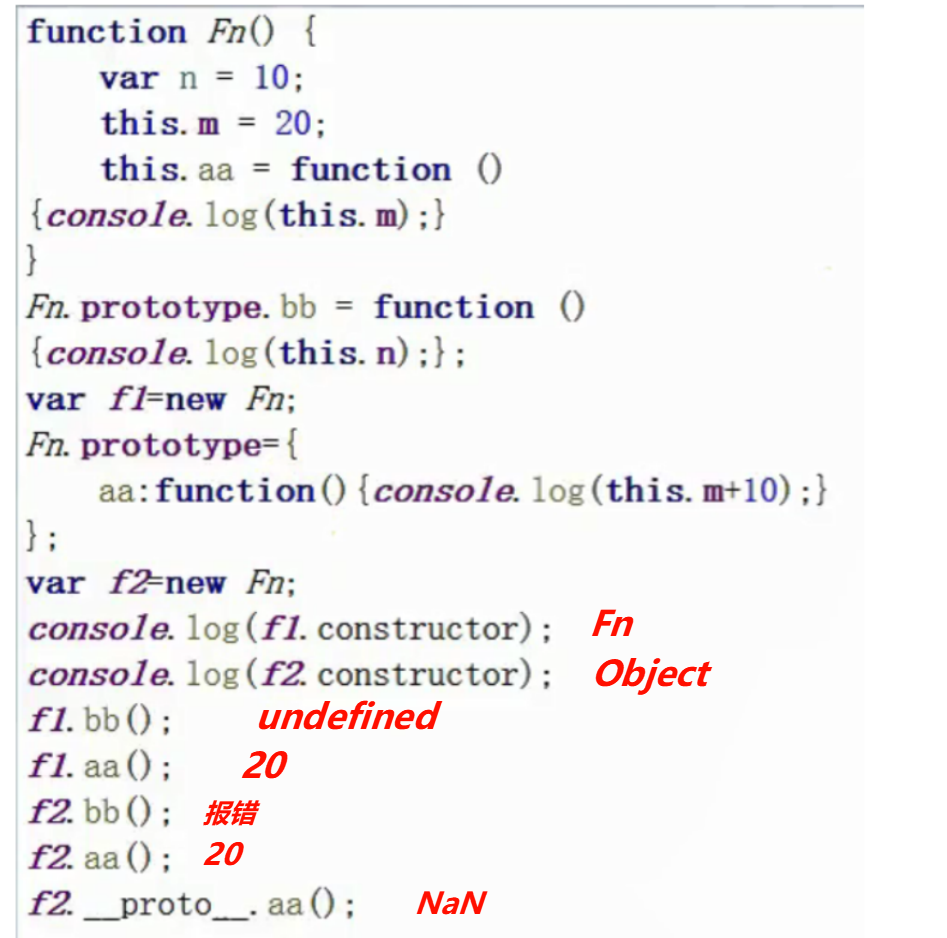 function Fn() {
var n = 10;
this.m = 20;
this.aa = function ()
{console.log(this.m);}
}
Fn.prototype.bb = function ()
{console.log(this.n);};
var f1=new Fn;
Fn.prototype={
aa:function(){console.log(this.m+10);}
};
var f2=new Fn;
console.log(f1.constructor); Fn
console.log(f2.constructor); Object
f1.bb(); undefined
f1.aa(); 20
f2.bb(); 报错
f2.aa(); 20
f2.__proto__.aa(); NaN